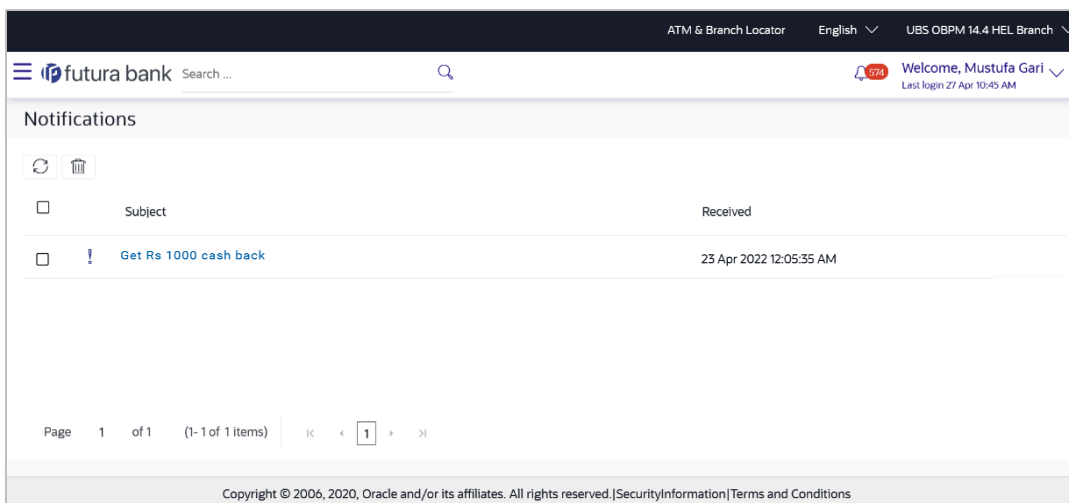 ATM & Branch Locator English UBS OBPM 14.4 HEL Branch
futura bank Search ... 574 Welcome, Mustufa Gari
Last login 27 Apr 10:45 AM
Notifications
Subject Received
! Get Rs 1000 cash back 23 Apr 2022 12:05:35 AM
Page 1 of 1 (1-1 of 1 items) 1
Copyright © 2006, 2020, Oracle and/or its affiliates. All rights reserved.|SecurityInformation|Terms and Conditions